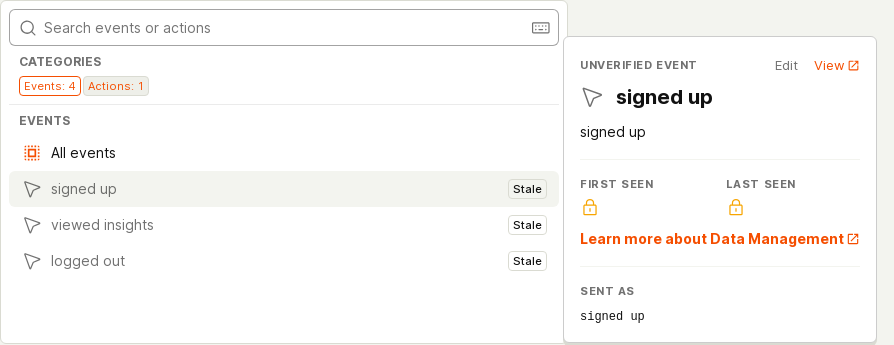 Search events or actions
CATEGORIES
Events: 4 Actions: 1
EVENTS
All events
signed up Stale
viewed insights Stale
logged out Stale
UNVERIFIED EVENT Edit View
signed up
signed up
FIRST SEEN LAST SEEN
Learn more about Data Management
SENT AS
signed up